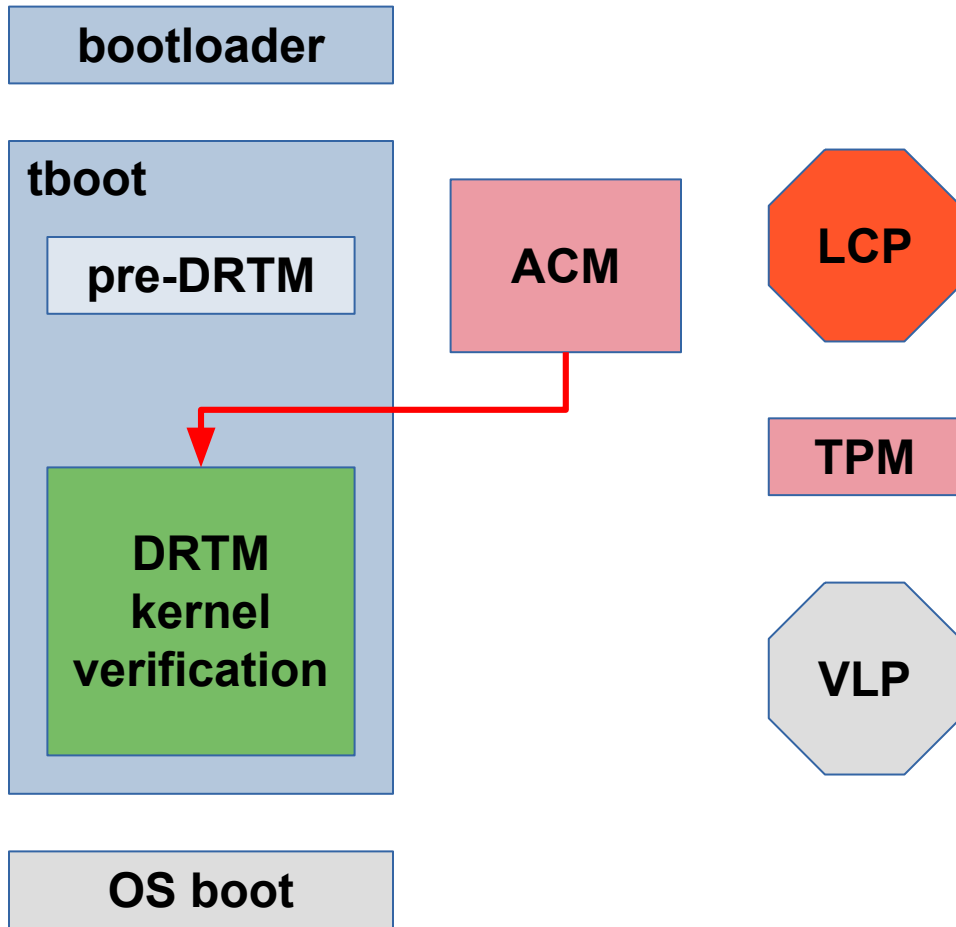 bootloader
tboot
pre-DRTM
ACM
LCP
TPM
DRTM
kernel
verification
VLP
OS boot